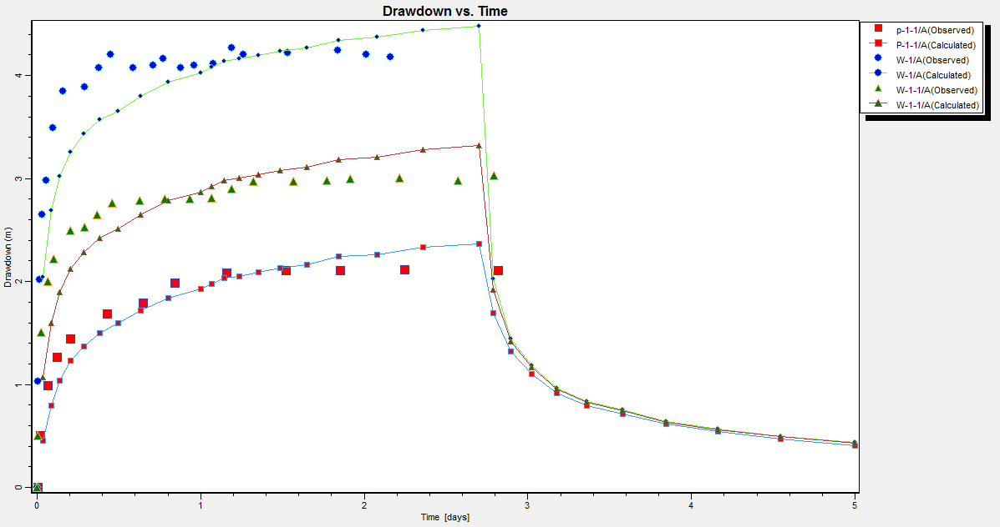 Drawdown vs. Time
p-1-1/A(Observed)
P-1-1/A(Calculated)
W-1/A(Observed)
W-1/A(Calculated)
W-1-1/A(Observed)
W-1-1/A(Calculated)
Drawdown (m)
4
3
2
1
0
0 1 2 3 4 5
Time [days]